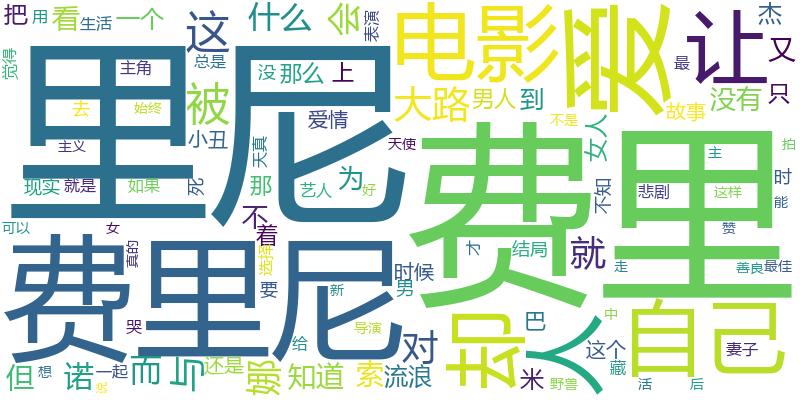 把 用 看 生活 一个 这 什么 会 表演 电影 爱 让 杰 又
觉得 里尼 主角 总是 没 那么 上 最 只
去 始终 被 大路 男人 到 故事 没有
小丑 爱情 费里 不是 女人 拍
主义 天真 天使 主
现实 就是 如果 死 那 艺人 为 好 不知 悲剧 这样 时 能
可以 女 不 着 赞
费里尼 真的 选择 要 时候 才 结局 就 走 善良 最佳
新 男 却 人 自己
哭 给 导演 对 巴 中 这个 妻子
但 想 诺 一起 而 与 还是 娜 知道 索 流浪 米 野兽 藏 活 后